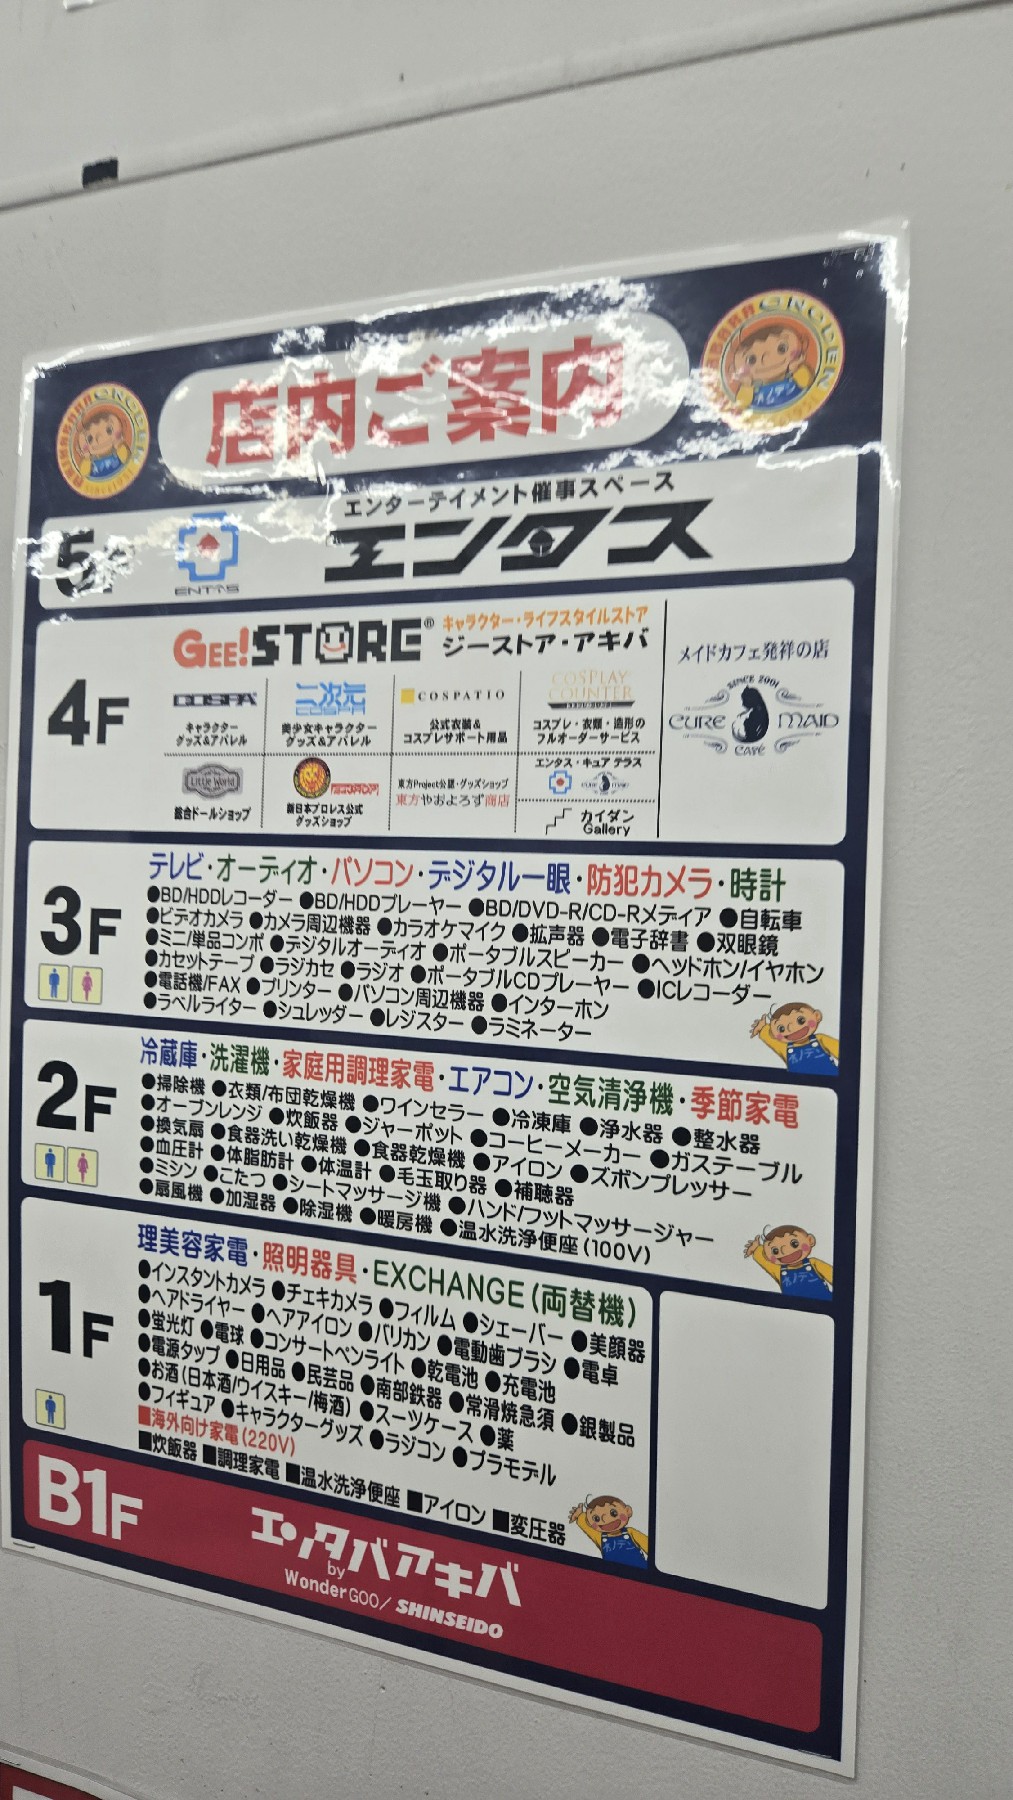 店内ご案内
5F
ENTAS
エンターテイメント催事スペース
エンタス
4F
GEE!STORE®
キャラクター・ライフスタイルストア
ジーストア・アキバ
COSPA
キャラクター
グッズ&アパレル
二次元
COSPA
美少女キャラクター
グッズ&アパレル
COSPATIO
公式衣装&
コスプレサポート用品
COSPLAY
COUNTER
コスプレ・衣類・造形の
フルオーダーサービス
Little World
総合ドールショップ
新日本プロレス公式
グッズショップ
東方Project公認・グッズショップ
東方やおよろず商店
エンタス・キュア テラス
カイダン
Gallery
メイドカフェ発祥の店
SINCE 2001
CURE MAID
CAFÉ
3F
テレビ・オーディオ・パソコン・デジタル一眼・防犯カメラ・時計
●BD/HDDレコーダー ●BD/HDDプレーヤー ●BD/DVD-R/CD-Rメディア ●自転車
●ビデオカメラ ●カメラ周辺機器 ●カラオケマイク ●拡声器 ●電子辞書 ●双眼鏡
●ミニ/単品コンポ ●デジタルオーディオ ●ポータブルスピーカー ●ヘッドホン/イヤホン
●カセットテープ ●ラジカセ ●ラジオ ●ポータブルCDプレーヤー ●ICレコーダー
●電話機/FAX ●プリンター ●パソコン周辺機器 ●インターホン
●ラベルライター ●シュレッダー ●レジスター ●ラミネーター
オノデン
2F
冷蔵庫・洗濯機・家庭用調理家電・エアコン・空気清浄機・季節家電
●掃除機 ●衣類/布団乾燥機 ●ワインセラー ●冷凍庫 ●浄水器 ●整水器
●オーブンレンジ ●炊飯器 ●ジャーポット ●コーヒーメーカー ●ガステーブル
●換気扇 ●食器洗い乾燥機 ●食器乾燥機 ●アイロン ●ズボンプレッサー
●血圧計 ●体脂肪計 ●体温計 ●毛玉取り器 ●補聴器
●ミシン ●こたつ ●シートマッサージ機 ●ハンド/フットマッサージャー
●扇風機 ●加湿器 ●除湿機 ●暖房機 ●温水洗浄便座(100V)
オノデン
1F
理美容家電・照明器具・EXCHANGE(両替機)
●インスタントカメラ ●チェキカメラ ●フィルム ●シェーバー ●美顔器
●ヘアドライヤー ●ヘアアイロン ●バリカン ●電動歯ブラシ ●電卓
●蛍光灯 ●電球 ●コンサートペンライト ●乾電池 ●充電池
●電源タップ ●日用品 ●民芸品 ●南部鉄器 ●常滑焼急須 ●銀製品
●お酒(日本酒/ウイスキー/梅酒) ●スーツケース ●薬
●フィギュア ●キャラクターグッズ ●ラジコン ●プラモデル
■海外向け家電(220V)
■炊飯器 ■調理家電 ■温水洗浄便座 ■アイロン ■変圧器
オノデン
B1F
エンタバアキバ
by
WonderGOO/SHINSEIDO